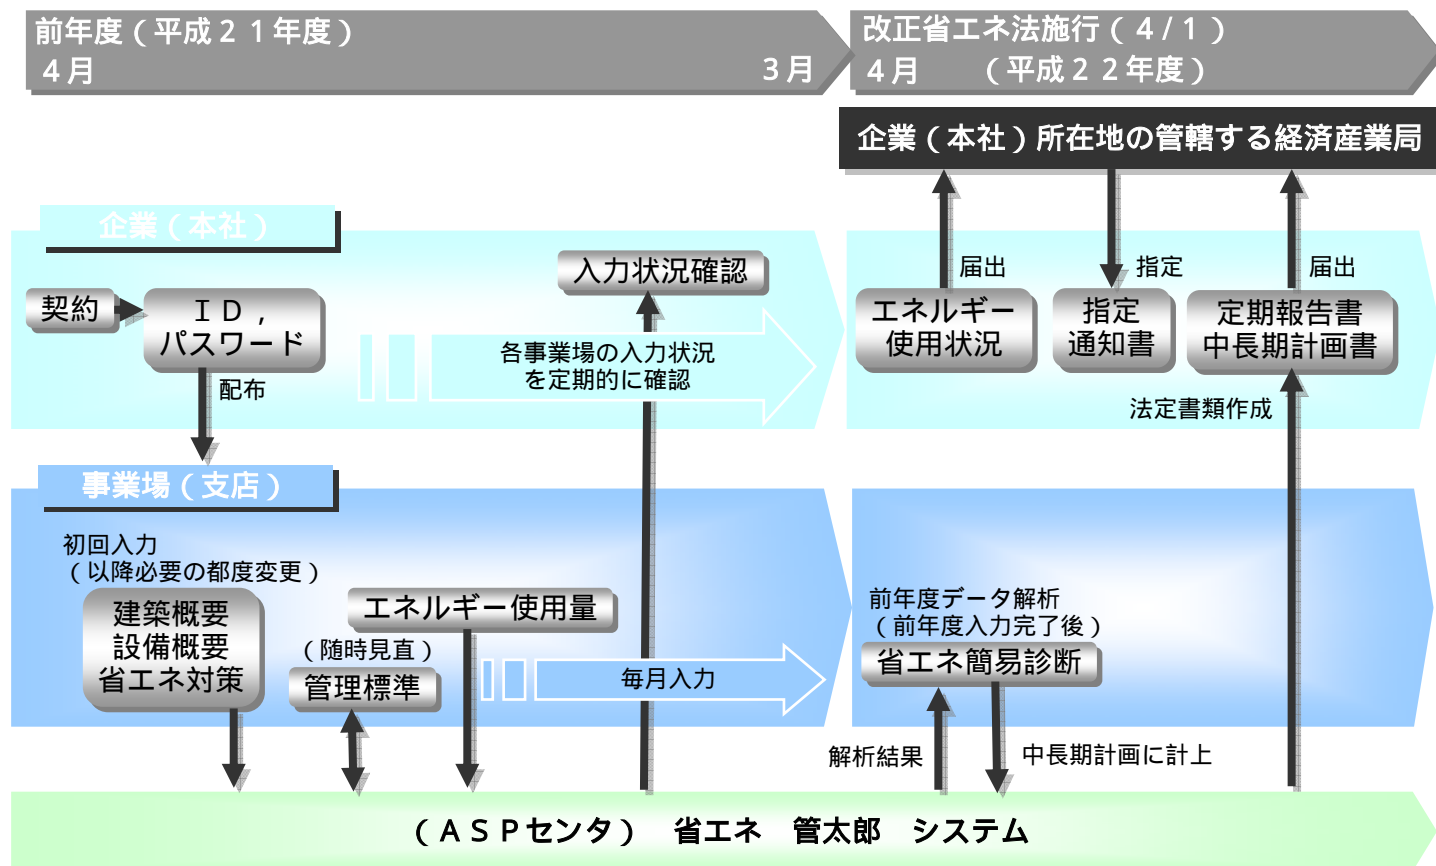 前年度（平成２１年度）
４月
３月
改正省エネ法施行（４/１）
４月　　（平成２２年度）
企業（本社）所在地の管轄する経済産業局
企業（本社）
入力状況確認
届出
指定
届出
契約
ＩＤ，
パスワード
エネルギー
使用状況
指定
通知書
定期報告書
中長期計画書
各事業場の入力状況
を定期的に確認
配布
法定書類作成
事業場（支店）
初回入力
（以降必要の都度変更）
建築概要
設備概要
省エネ対策
エネルギー使用量
（随時見直）
管理標準
毎月入力
前年度データ解析
（前年度入力完了後）
省エネ簡易診断
解析結果
中長期計画に計上
（ＡＳＰセンタ）　省エネ　管太郎　システム